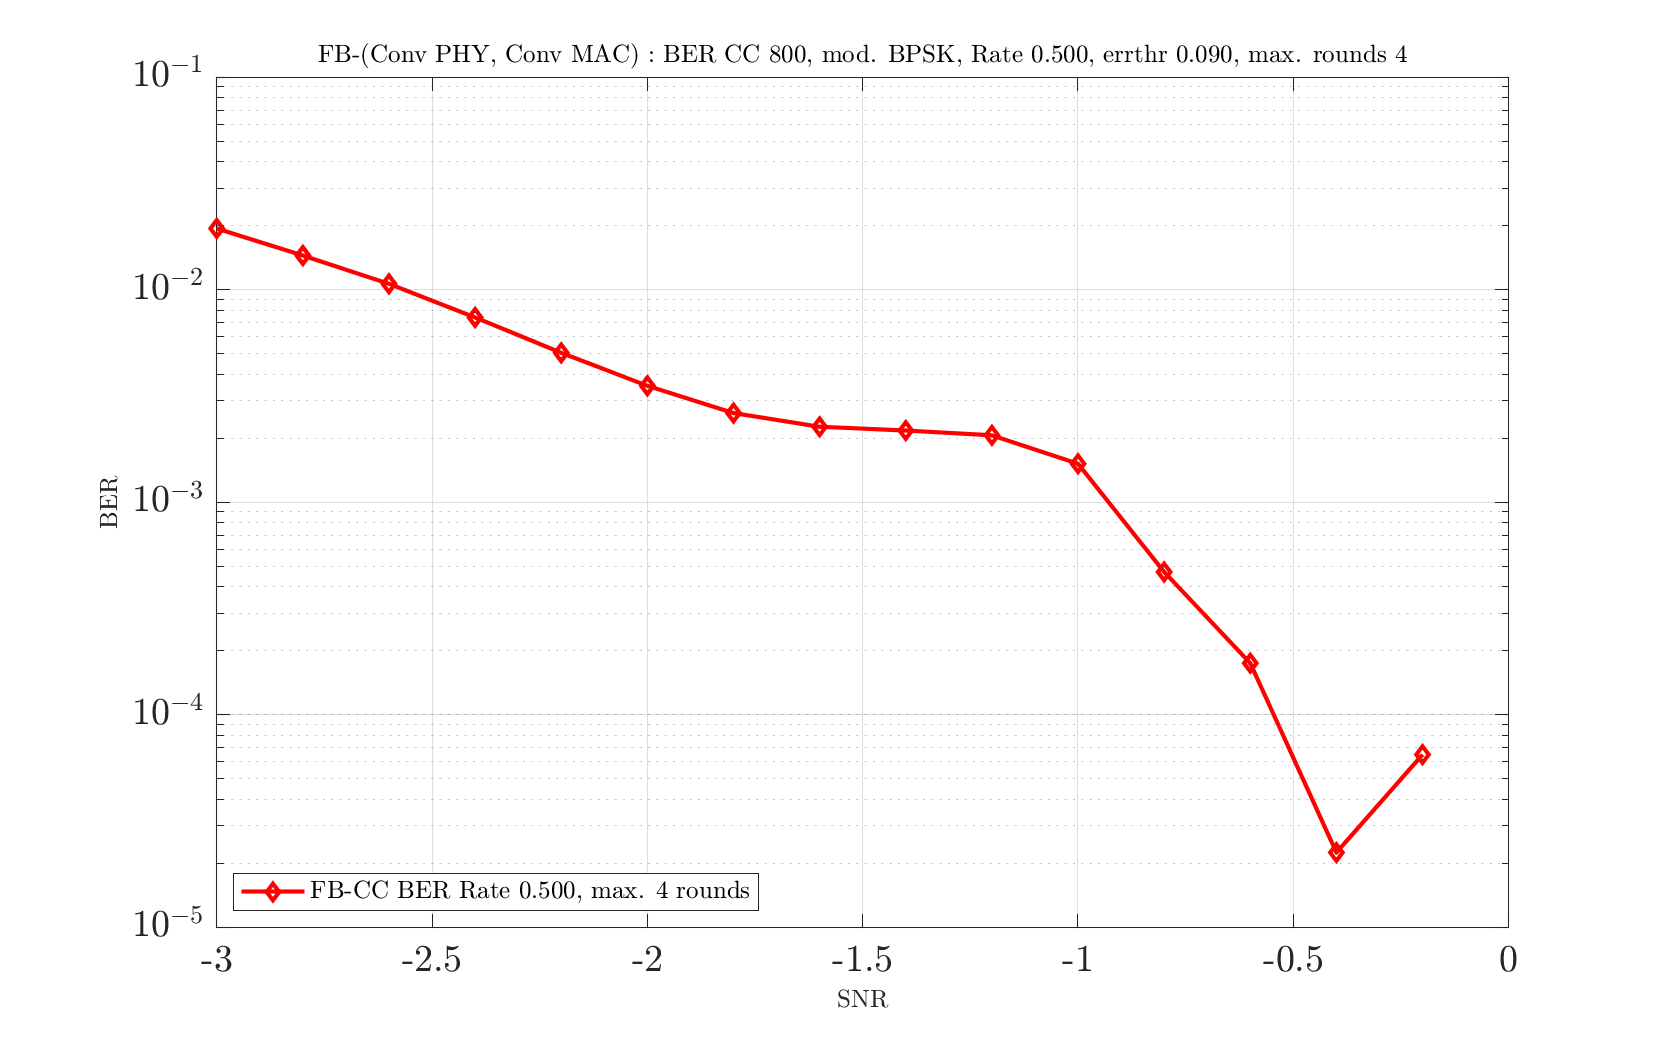 FB-(Conv PHY, Conv MAC) : BER CC 800, mod. BPSK, Rate 0.500, errthr 0.090, max. rounds 4
10^{-1}
10^{-2}
10^{-3}
10^{-4}
10^{-5}
BER
FB-CC BER Rate 0.500, max. 4 rounds
-3 -2.5 -2 -1.5 -1 -0.5 0
SNR